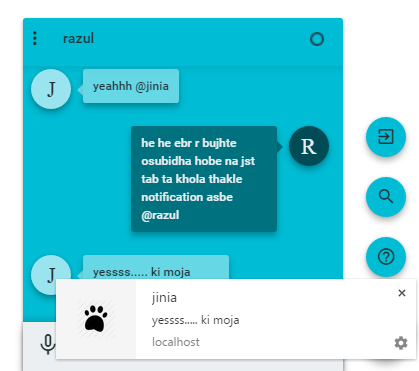 razul
J
yeahhh @jinia
he he ebr r bujhte
osubidha hobe na jst
tab ta khola thakle
notification asbe
@razul
R
J
yessss..... ki moja
jinia
yessss..... ki moja
localhost